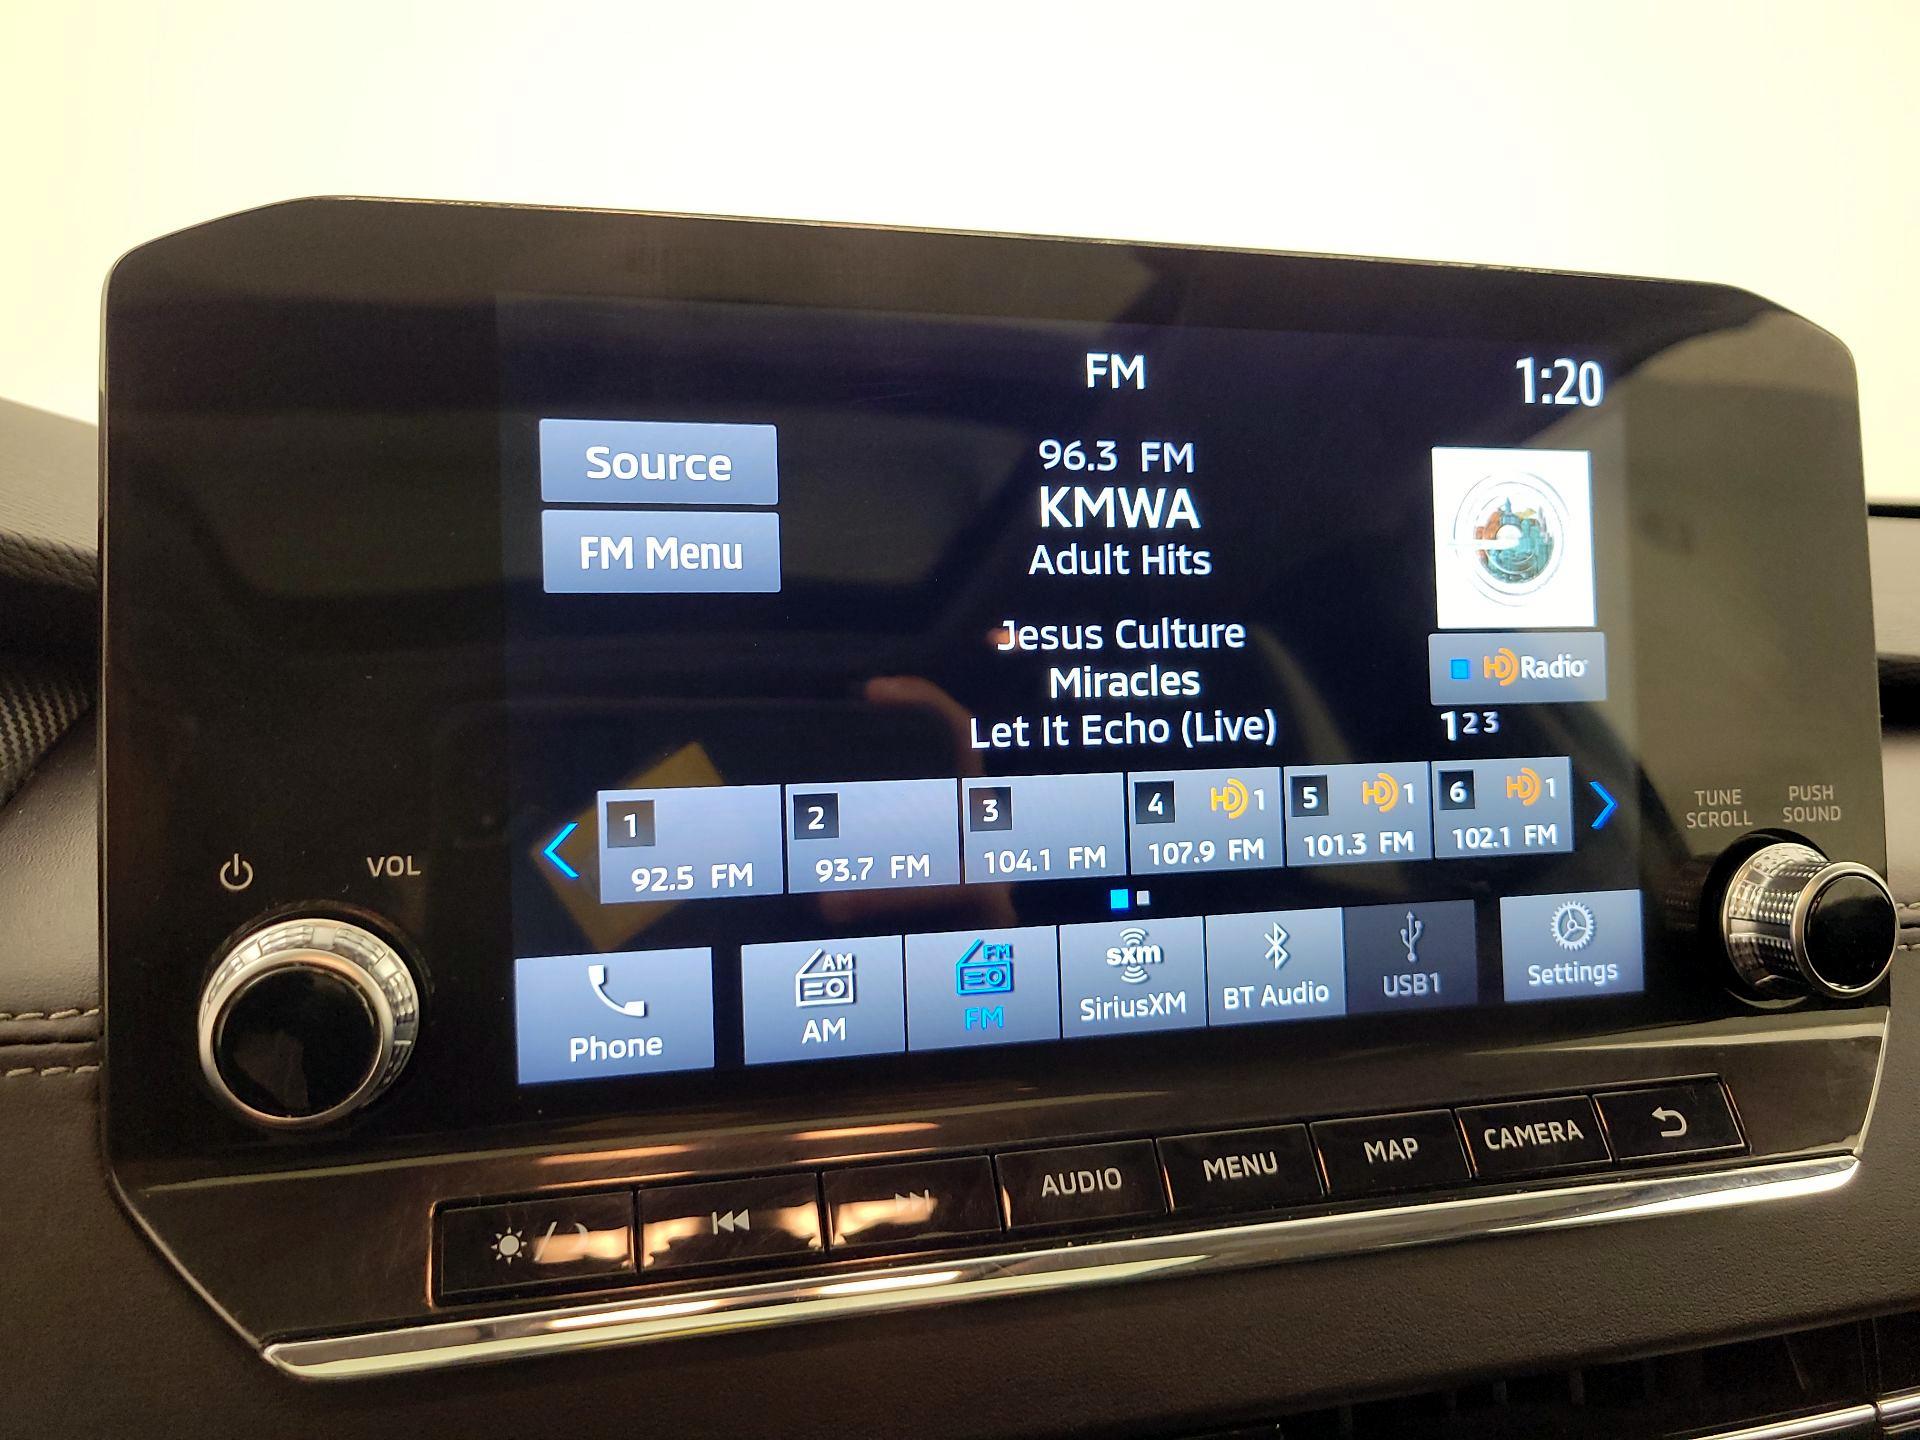 FM
1:20
Source
FM Menu
96.3 FM
KMWA
Adult Hits
Jesus Culture
Miracles
Let It Echo (Live)
HD Radio
1 2 3
1
92.5 FM
2
93.7 FM
3
104.1 FM
4 HD 1
107.9 FM
5 HD 1
101.3 FM
6 HD 1
102.1 FM
TUNE
SCROLL
PUSH
SOUND
VOL
Phone
AM
AM
FM
FM
sxm
SiriusXM
BT Audio
USB1
Settings
AUDIO
MENU
MAP
CAMERA